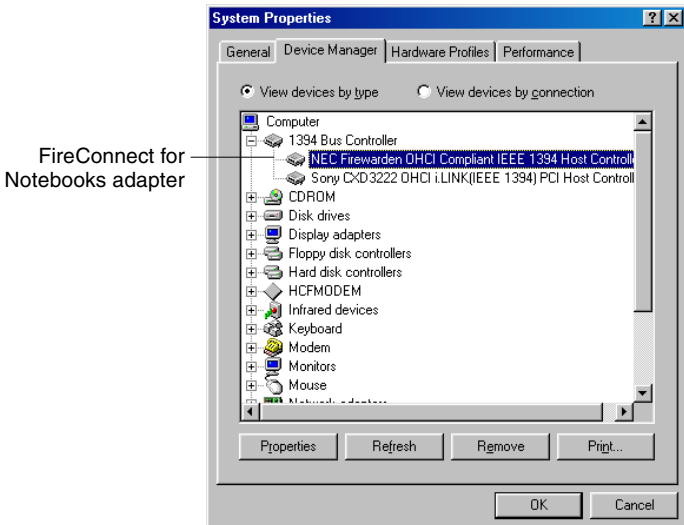 System Properties
General Device Manager Hardware Profiles Performance
View devices by type View devices by connection
Computer
1394 Bus Controller
FireConnect for
Notebooks adapter
NEC Firewarden OHCI Compliant IEEE 1394 Host Controll
Sony CXD3222 OHCI i.LINK(IEEE 1394) PCI Host Controll
CDROM
Disk drives
Display adapters
Floppy disk controllers
Hard disk controllers
HCFMODEM
Infrared devices
Keyboard
Modem
Monitors
Mouse
Network adapters
Properties Refresh Remove Print...
OK Cancel